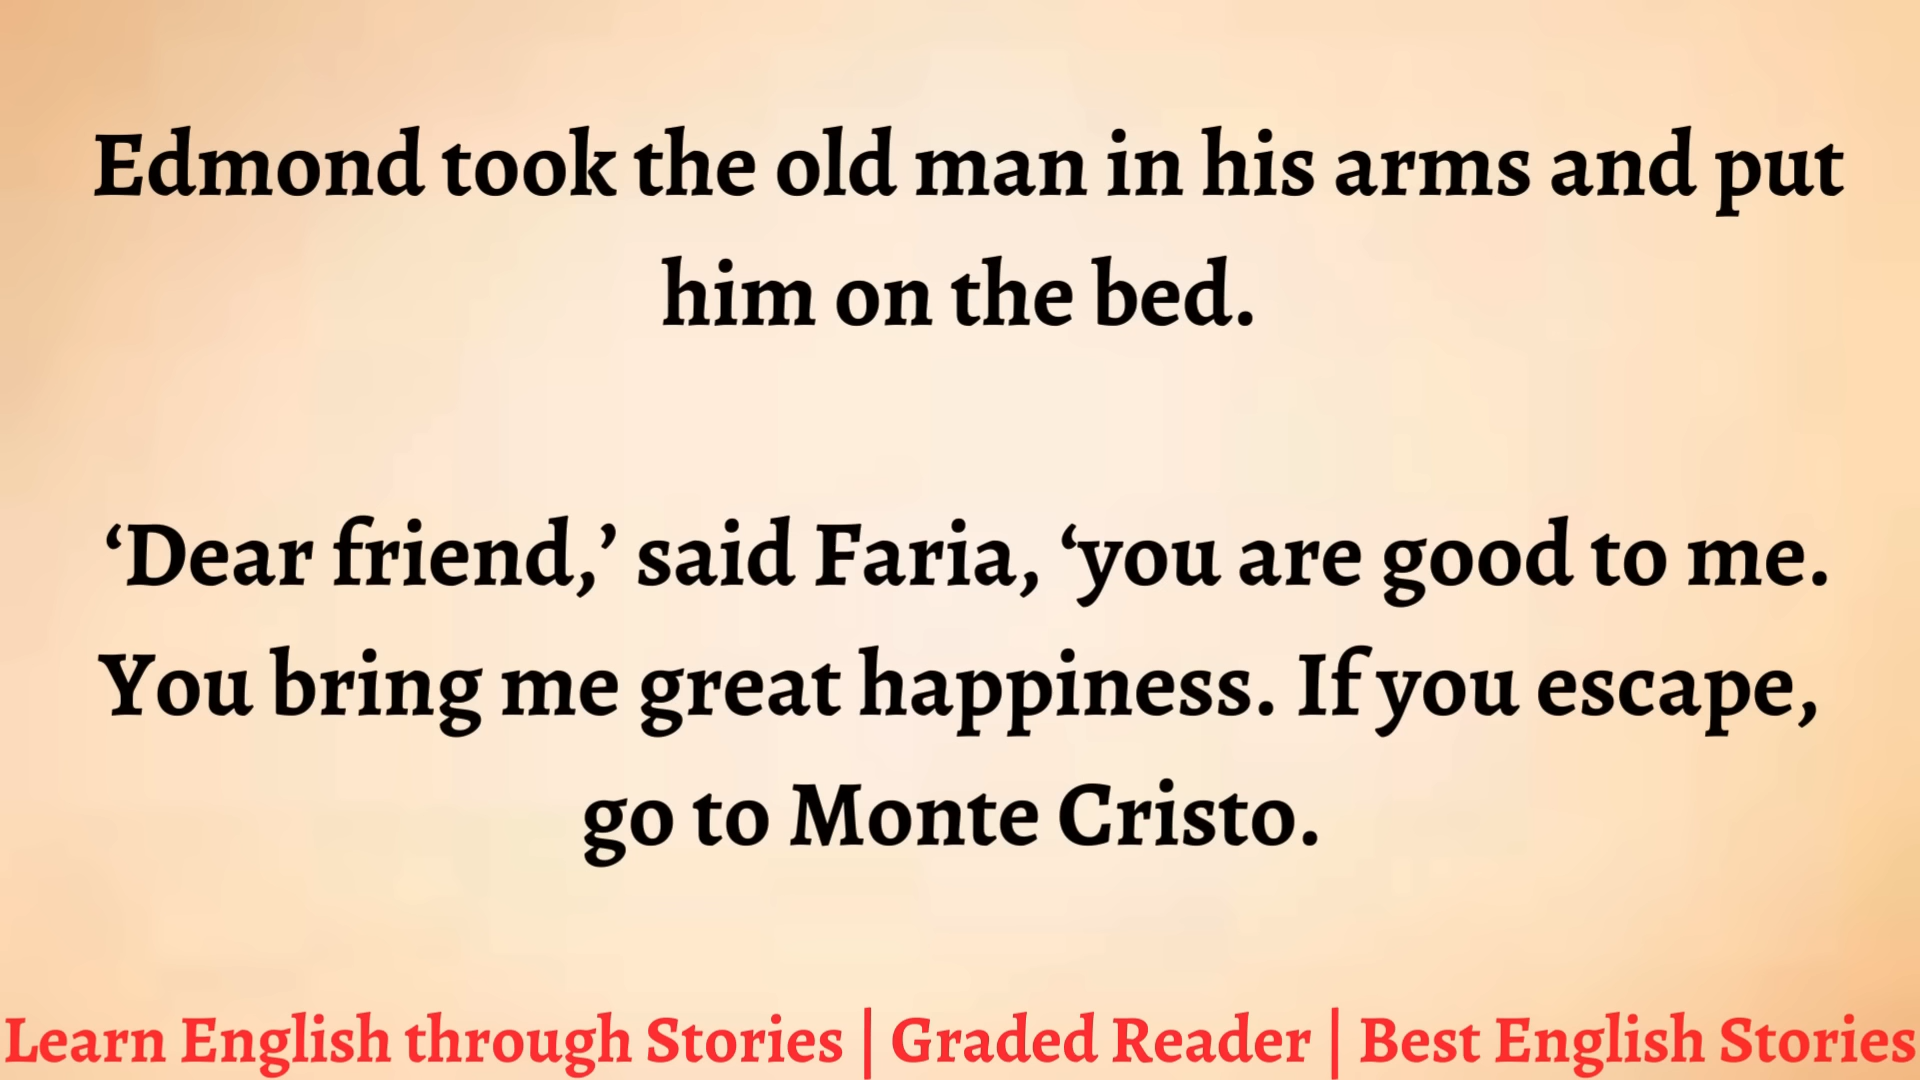 Edmond took the old man in his arms and put
him on the bed.
‘Dear friend,’ said Faria, ‘you are good to me.
You bring me great happiness. If you escape,
go to Monte Cristo.
Learn English through Stories | Graded Reader | Best English Stories